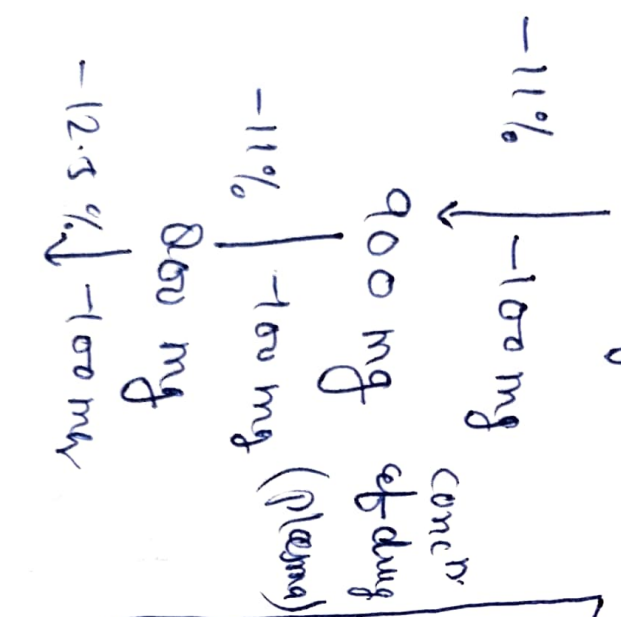 -11%
-100 mg
900 mg
-11%
-100 mg
800 mg
-12.5%
-100 mg
concn.
of drug
(plasma)